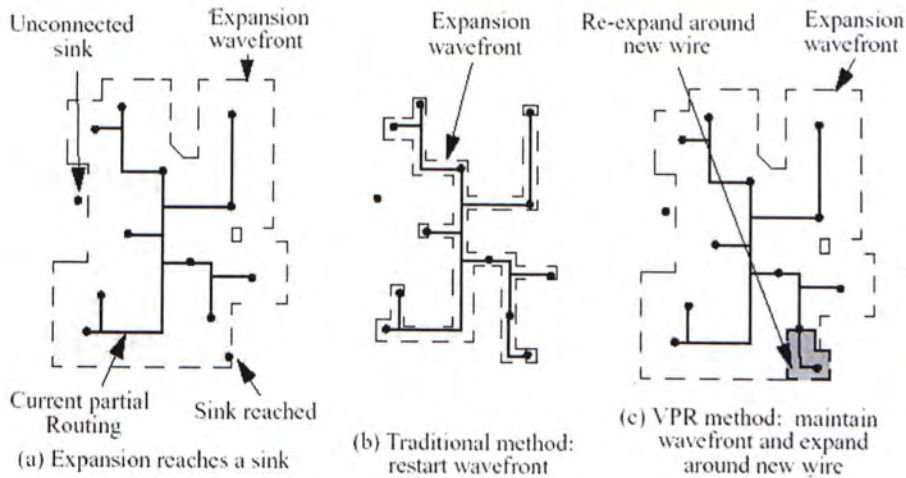 Unconnected
sink
Expansion
wavefront
Current partial
Routing
Sink reached
(a) Expansion reaches a sink
Expansion
wavefront
(b) Traditional method:
restart wavefront
Re-expand around
new wire
Expansion
wavefront
(c) VPR method: maintain
wavefront and expand
around new wire